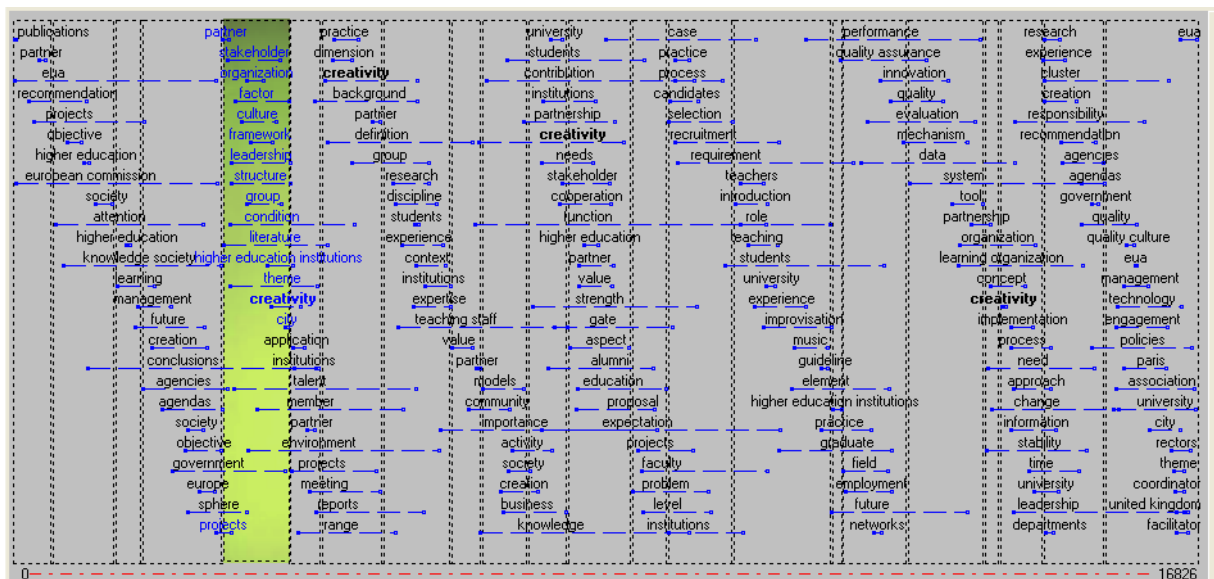 publications partner practice university case performance research eua
partner stakeholder dimension students practice quality assurance experience
eua organization creativity contribution process innovation cluster
recommendation factor background institutions candidates quality creation
projects culture partner partnership selection evaluation responsibility
objective framework definition creativity recruitment mechanism recommendation
higher education leadership group needs requirement data agencies
european commission structure research stakeholder teachers system agendas
society group discipline cooperation introduction tool government
attention condition students function role partnership quality
higher education literature experience higher education teaching organization quality culture
knowledge society higher education institutions context partner students learning organization eua
learning theme institutions value university concept management
management creativity expertise strength experience creativity technology
future city teaching staff gate improvisation implementation engagement
creation application value aspect music process policies
conclusions institutions partner alumni guideline need paris
agencies talent models education element approach association
agendas member community proposal higher education institutions change university
society partner importance expectation practice information city
objective environment activity projects graduate stability rectors
government projects society faculty field time theme
europe meeting creation problem employment university coordinator
sphere reports business level future leadership united kingdom
projects range knowledge institutions networks departments facilitator
0 16826